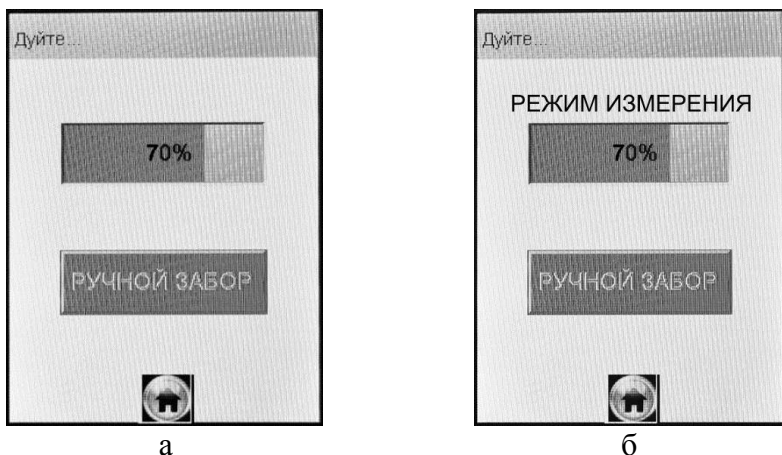 Дуйте...
70%
РУЧНОЙ ЗАБОР
а
Дуйте...
РЕЖИМ ИЗМЕРЕНИЯ
70%
РУЧНОЙ ЗАБОР
б